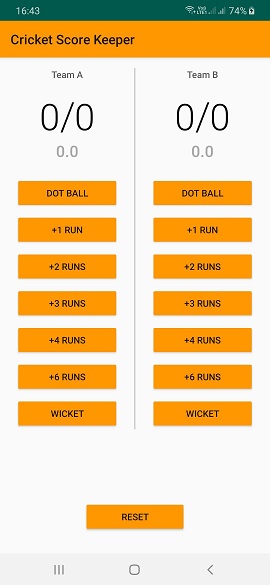 16:43
74%
Cricket Score Keeper
Team A
0/0
0.0
DOT BALL
+1 RUN
+2 RUNS
+3 RUNS
+4 RUNS
+6 RUNS
WICKET
Team B
0/0
0.0
DOT BALL
+1 RUN
+2 RUNS
+3 RUNS
+4 RUNS
+6 RUNS
WICKET
RESET